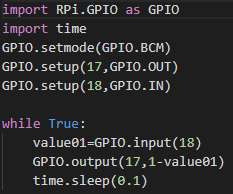 import RPi.GPIO as GPIO
import time
GPIO.setmode(GPIO.BCM)
GPIO.setup(17,GPIO.OUT)
GPIO.setup(18,GPIO.IN)

while True:
    value01=GPIO.input(18)
    GPIO.output(17,1-value01)
    time.sleep(0.1)